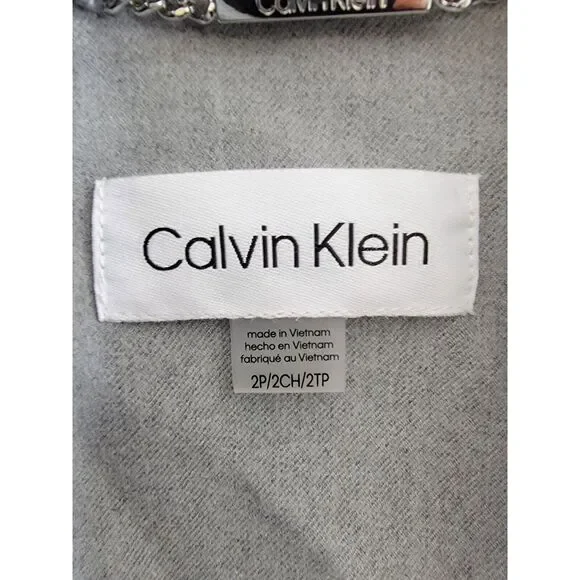 Calvin Klein
Calvin Klein
made in Vietnam
hecho en Vietnam
fabriqué au Vietnam
2P/2CH/2TP